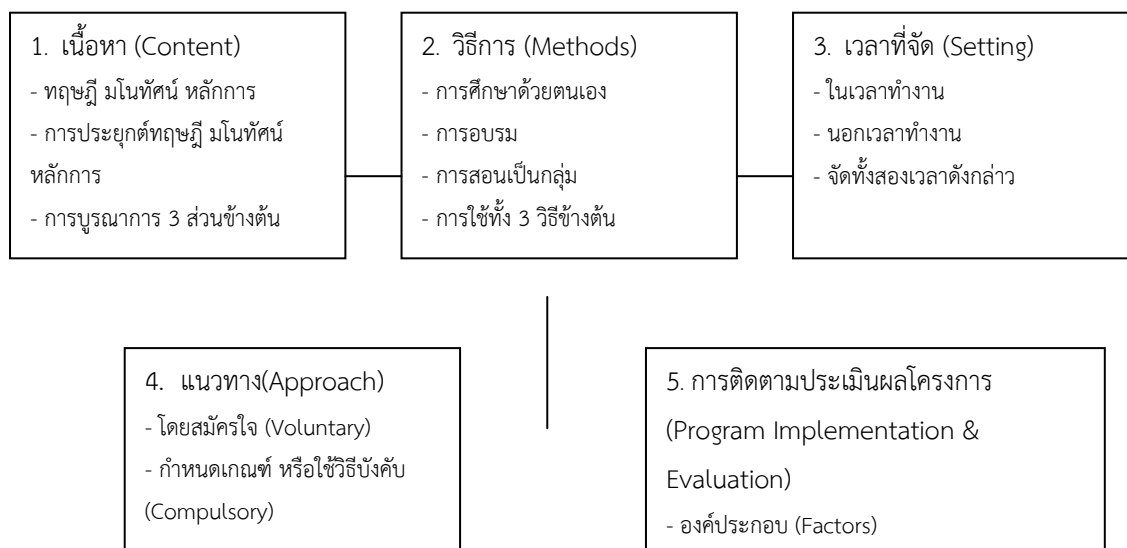 1. เนื้อหา (Content)
- ทฤษฎี มโนทัศน์ หลักการ
- การประยุกต์ทฤษฎี มโนทัศน์
หลักการ
- การบูรณาการ 3 ส่วนข้างต้น
2. วิธีการ (Methods)
- การศึกษาด้วยตนเอง
- การอบรม
- การสอนเป็นกลุ่ม
- การใช้ทั้ง 3 วิธีข้างต้น
3. เวลาที่จัด (Setting)
- ในเวลาทำงาน
- นอกเวลาทำงาน
- จัดทั้งสองเวลาดังกล่าว
4. แนวทาง(Approach)
- โดยสมัครใจ (Voluntary)
- กำหนดเกณฑ์ หรือใช้วิธีบังคับ
(Compulsory)
5. การติดตามประเมินผลโครงการ
(Program Implementation &
Evaluation)
- องค์ประกอบ (Factors)